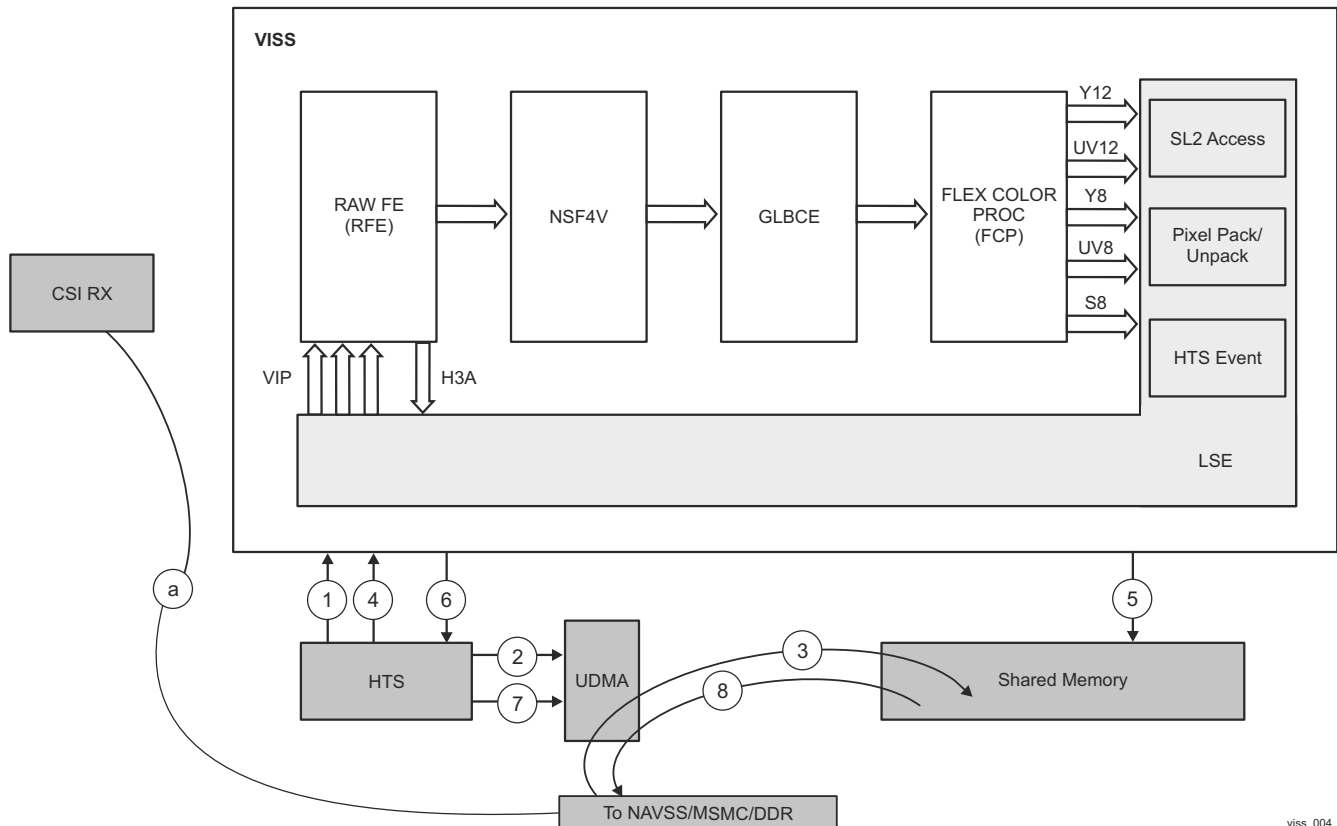 VISS
RAW FE
(RFE)
NSF4V
GLBCE
FLEX COLOR
PROC
(FCP)
Y12
UV12
Y8
UV8
S8
SL2 Access
Pixel Pack/
Unpack
HTS Event
LSE
CSI RX
VIP
H3A
a
1
4
6
5
HTS
2
7
UDMA
3
8
Shared Memory
To NAVSS/MSMC/DDR
viss_004